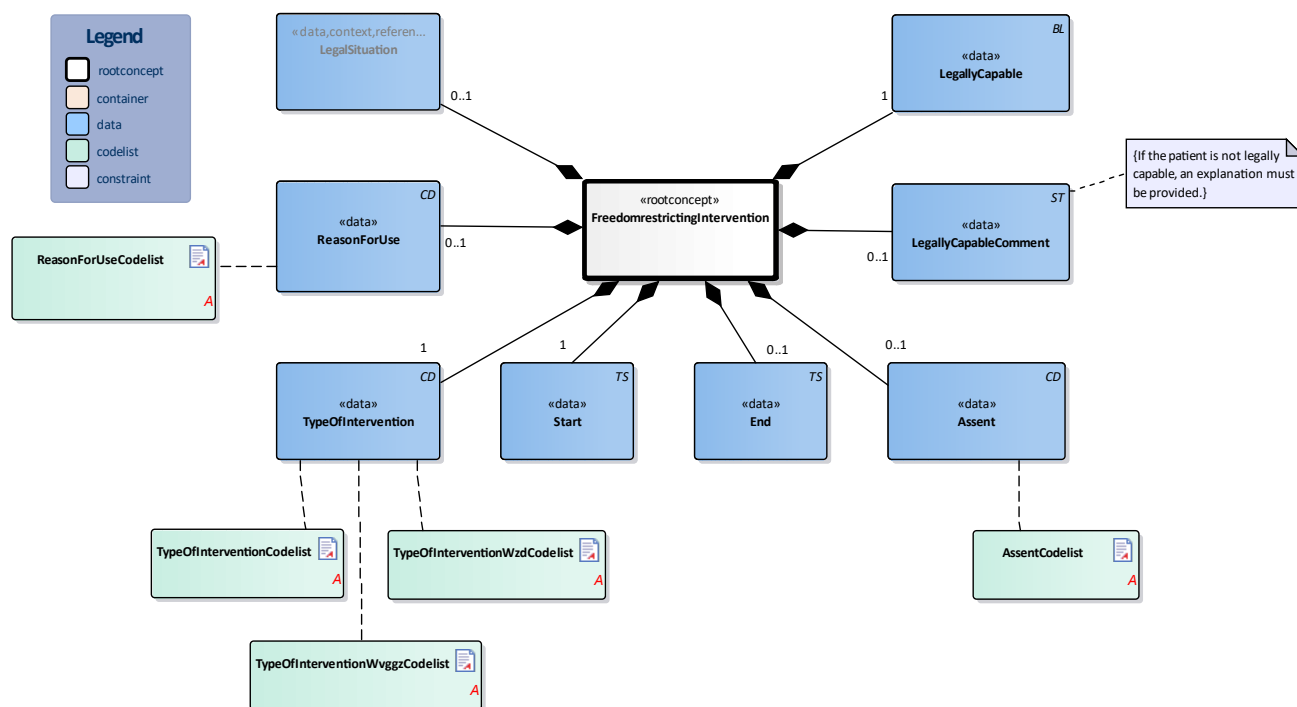 Legend
rootconcept
container
data
codelist
constraint
«data,context,referen...
LegalSituation
0..1
BL
«data»
LegallyCapable
1
{If the patient is not legally
capable, an explanation must
be provided.}
CD
«data»
ReasonForUse
0..1
«rootconcept»
FreedomrestrictingIntervention
ST
«data»
LegallyCapableComment
0..1
ReasonForUseCodelist
A
1
CD
«data»
TypeOfIntervention
1
TS
«data»
Start
0..1
TS
«data»
End
0..1
CD
«data»
Assent
TypeOfInterventionCodelist
A
TypeOfInterventionWzdCodelist
A
AssentCodelist
A
TypeOfInterventionWvggzCodelist
A